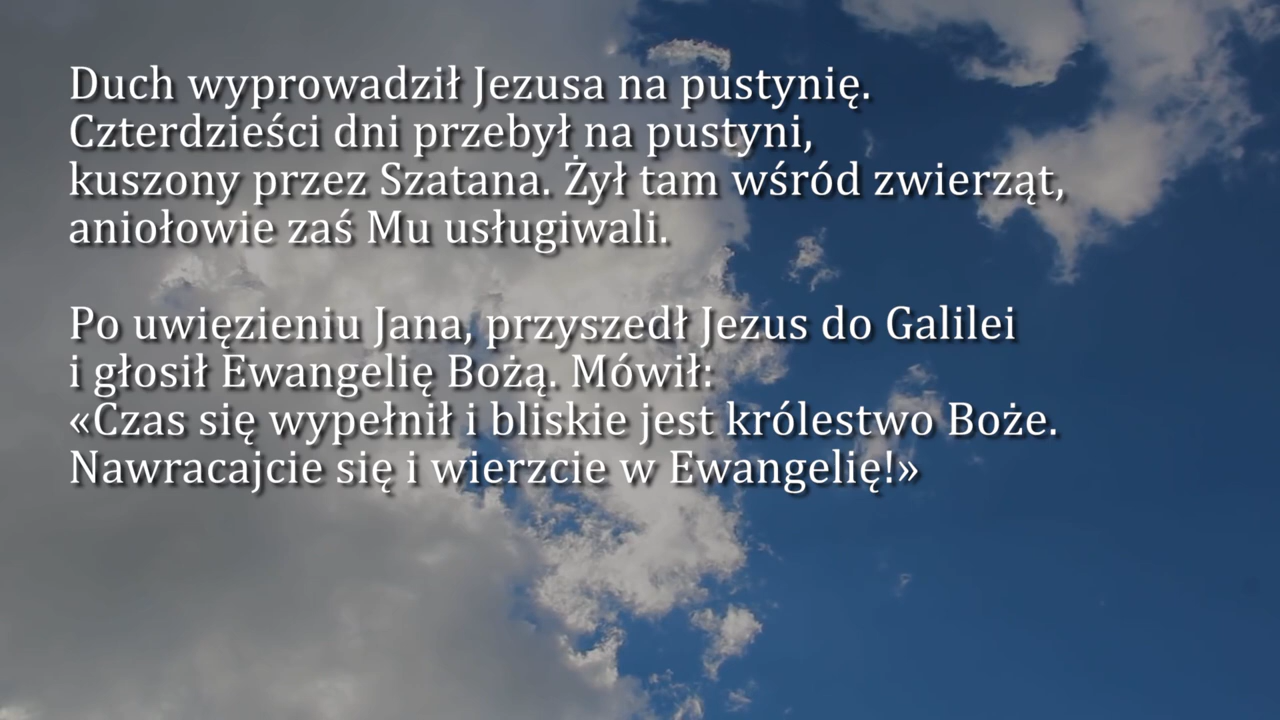 Duch wyprowadził Jezusa na pustynię.
Czterdzieści dni przebył na pustyni,
kuszony przez Szatana. Żył tam wśród zwierząt,
aniołowie zaś Mu usługiwali.
Po uwięzieniu Jana, przyszedł Jezus do Galilei
i głosił Ewangelię Bożą. Mówił:
«Czas się wypełnił i bliskie jest królestwo Boże.
Nawracajcie się i wierzcie w Ewangelię!»